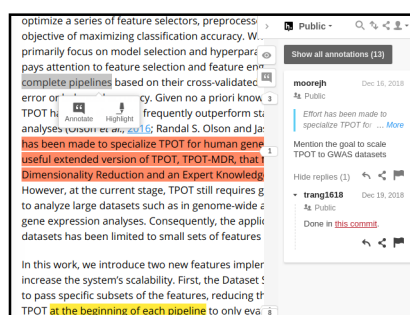 optimize a series of feature selectors, preprocess
objective of maximizing classification accuracy. W
primarily focus on model selection and hyperpara
pays attention to feature selection and feature eng
complete pipelines based on their cross-validated
error or cy. Given no a priori know
TPOT ha frequently outperform sta
analyses (Olson et al., 2016; Randal S. Olson and Jas
has been made to specialize TPOT for human gene
useful extended version of TPOT, TPOT-MDR, that
Dimensionality Reduction and an Expert Knowledge
However, at the current stage, TPOT still requires g
to analyze large datasets such as in genome-wide a
gene expression analyses. Consequently, the applic
datasets has been limited to small sets of features
In this work, we introduce two new features impler
increase the system's scalability. First, the Dataset S
to pass specific subsets of the features, reducing th
TPOT at the beginning of each pipeline to only eva
Annotate Highlight
3
1
8
Public
Show all annotations (13)
moorejh Dec 16, 2018
Public
Effort has been made to
specialize TPOT for ... More
Mention the goal to scale
TPOT to GWAS datasets
Hide replies (1)
trang1618 Dec 19, 2018
Public
Done in this commit.